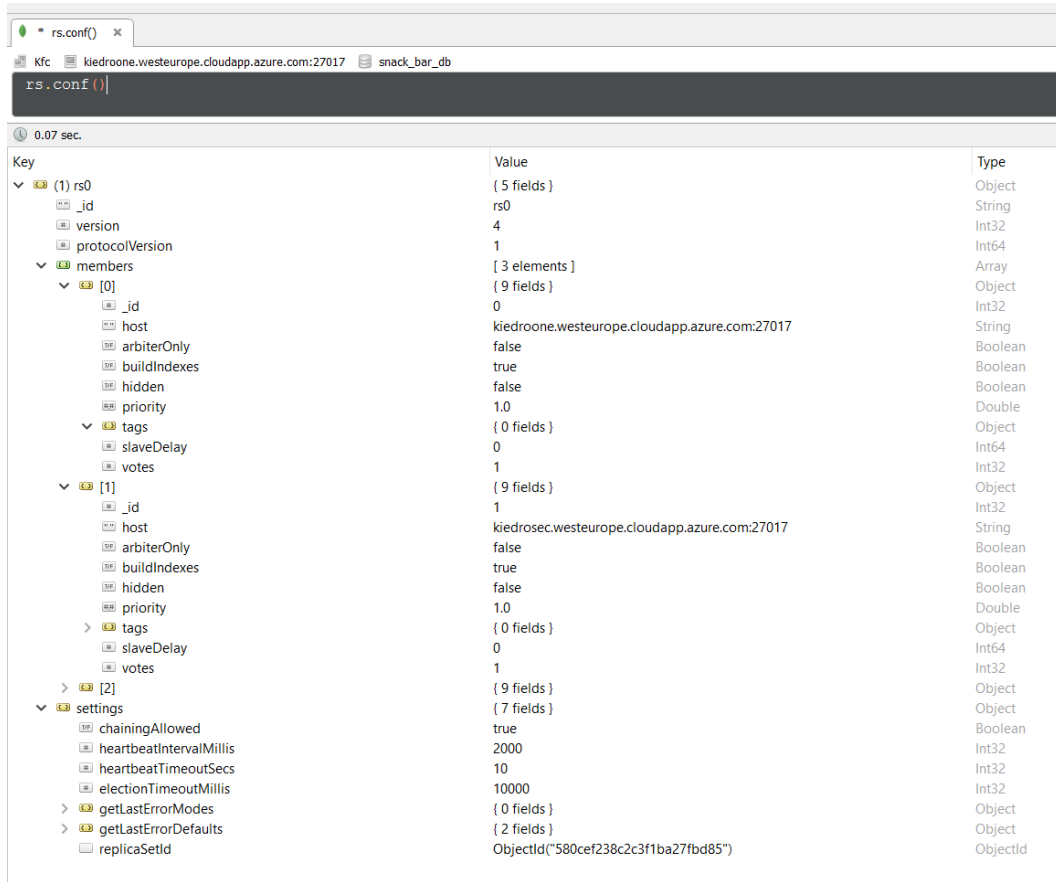 * rs.conf() ×
Kfc kiedroone.westeurope.cloudapp.azure.com:27017 snack_bar_db
rs.conf()
0.07 sec.
Key Value Type
(1) rs0 { 5 fields } Object
_id rs0 String
version 4 Int32
protocolVersion 1 Int64
members [ 3 elements ] Array
[0] { 9 fields } Object
_id 0 Int32
host kiedroone.westeurope.cloudapp.azure.com:27017 String
arbiterOnly false Boolean
buildIndexes true Boolean
hidden false Boolean
priority 1.0 Double
tags { 0 fields } Object
slaveDelay 0 Int64
votes 1 Int32
[1] { 9 fields } Object
_id 1 Int32
host kiedrosec.westeurope.cloudapp.azure.com:27017 String
arbiterOnly false Boolean
buildIndexes true Boolean
hidden false Boolean
priority 1.0 Double
tags { 0 fields } Object
slaveDelay 0 Int64
votes 1 Int32
[2] { 9 fields } Object
settings { 7 fields } Object
chainingAllowed true Boolean
heartbeatIntervalMillis 2000 Int32
heartbeatTimeoutSecs 10 Int32
electionTimeoutMillis 10000 Int32
getLastErrorModes { 0 fields } Object
getLastErrorDefaults { 2 fields } Object
replicaSetId ObjectId("580cef238c2c3f1ba27fbd85") ObjectId